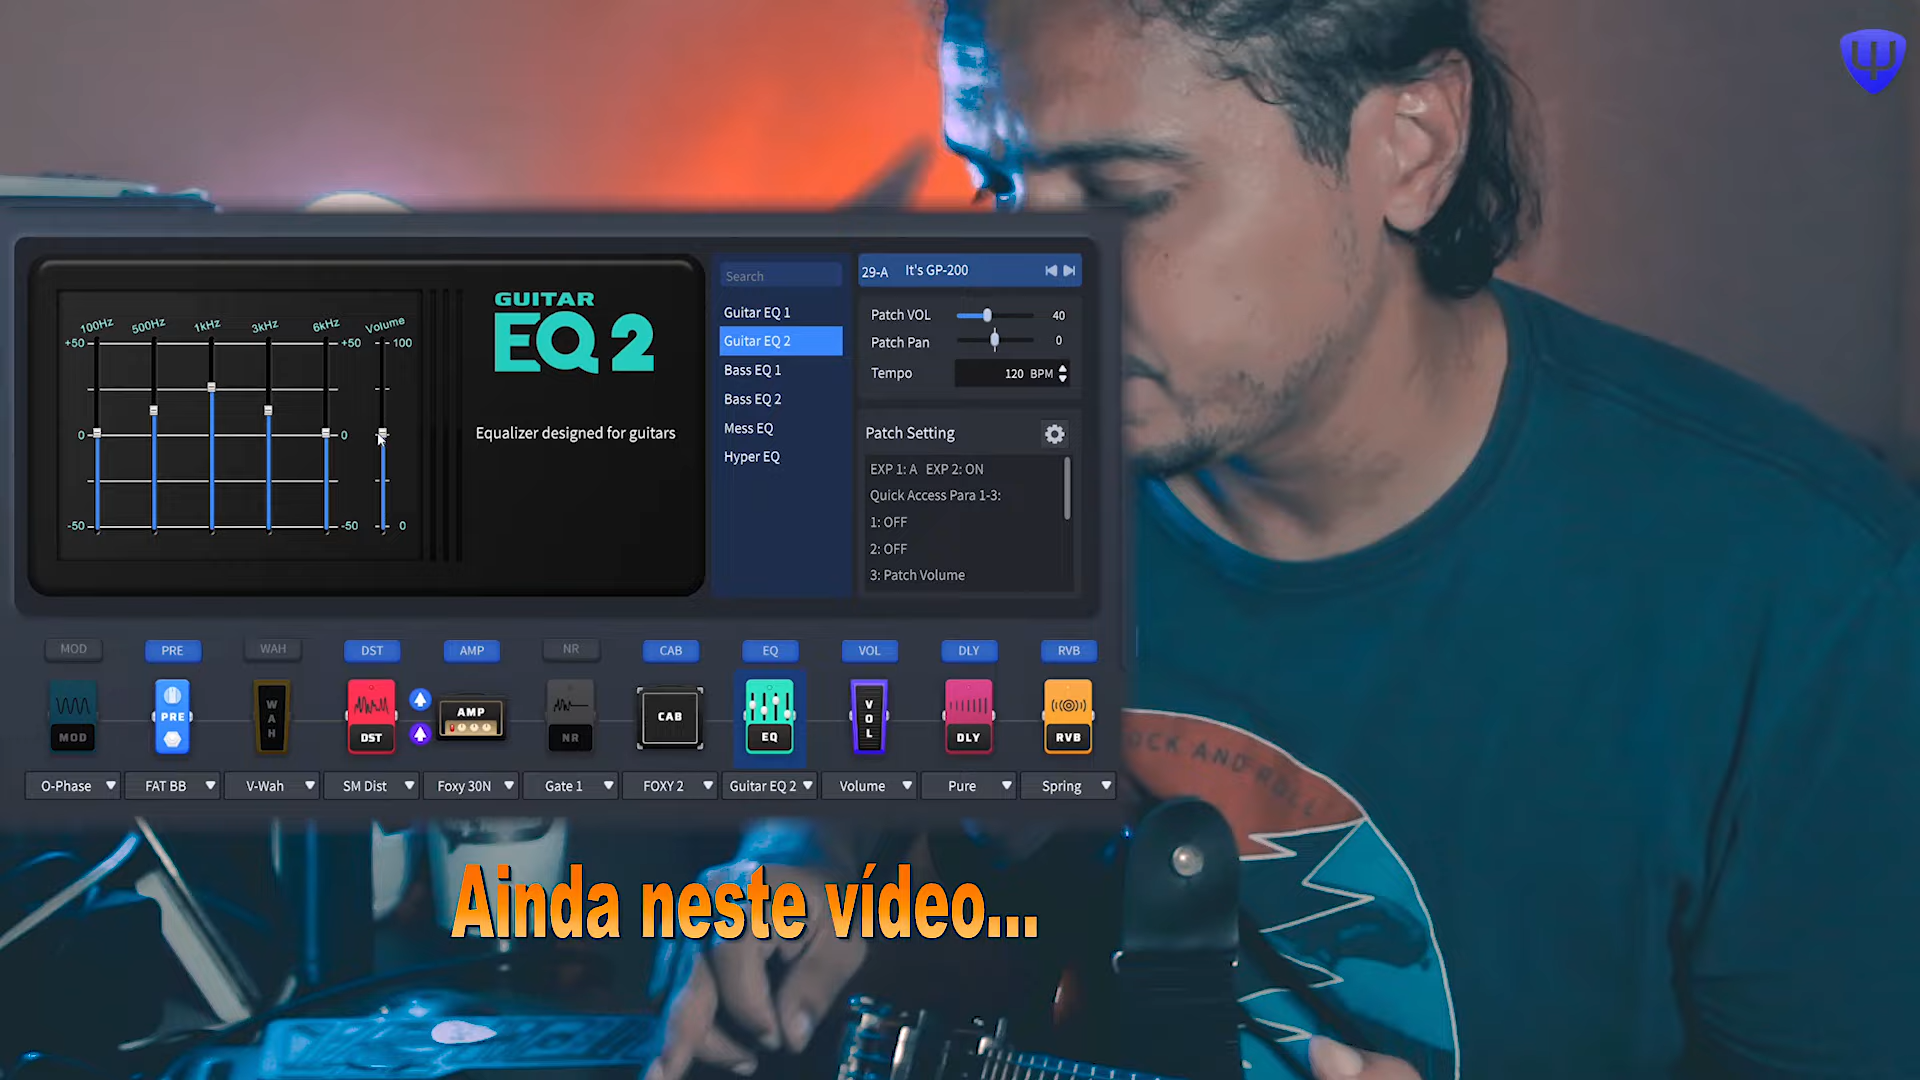 GUITAR
EQ 2
Equalizer designed for guitars
100Hz 500Hz 1kHz 3kHz 6kHz Volume
+50 +50 100
0 0
-50 -50 0
Search
Guitar EQ 1
Guitar EQ 2
Bass EQ 1
Bass EQ 2
Mess EQ
Hyper EQ
29-A It's GP-200
Patch VOL 40
Patch Pan 0
Tempo 120 BPM
Patch Setting
EXP 1: A EXP 2: ON
Quick Access Para 1-3:
1: OFF
2: OFF
3: Patch Volume
MOD PRE WAH DST AMP NR CAB EQ VOL DLY RVB
MOD PRE WAH DST AMP NR CAB EQ VOL DLY RVB
O-Phase FAT BB V-Wah SM Dist Foxy 30N Gate 1 FOXY 2 Guitar EQ 2 Volume Pure Spring
OCK AND ROLL
Ainda neste vídeo...